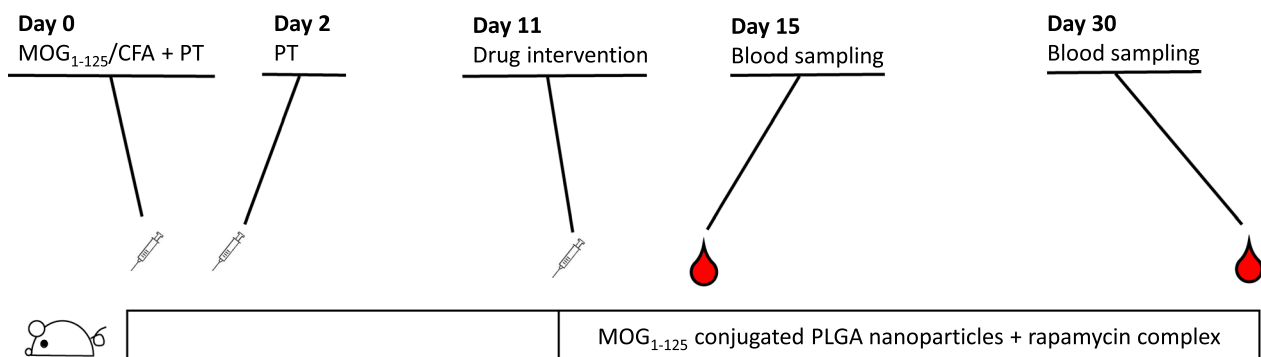 Day 0
MOG1-125/CFA + PT
Day 2
PT
Day 11
Drug intervention
Day 15
Blood sampling
Day 30
Blood sampling
MOG1-125 conjugated PLGA nanoparticles + rapamycin complex